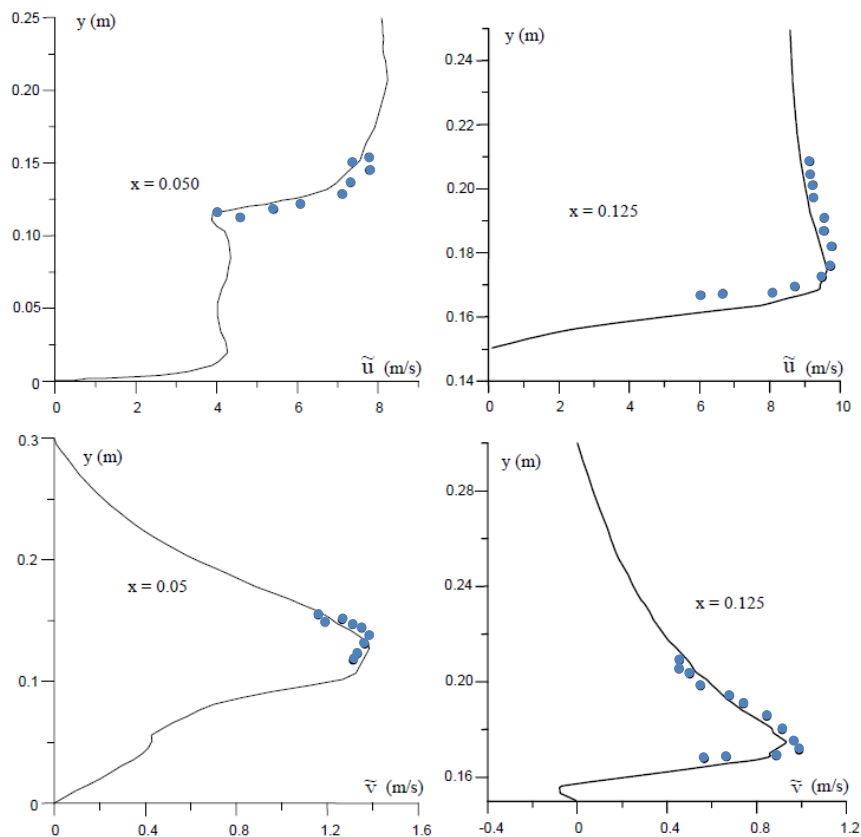 0.25
y (m)
0.20
0.15
x = 0.050
0.10
0.05
0
ũ (m/s)
0 2 4 6 8
y (m)
0.24
0.22
0.20
x = 0.125
0.18
0.16
0.14
ũ (m/s)
0 2 4 6 8 10
0.3
y (m)
0.2
x = 0.05
0.1
0
ṽ (m/s)
0 0.4 0.8 1.2 1.6
y (m)
0.28
0.24
x = 0.125
0.20
0.16
ṽ (m/s)
-0.4 0 0.4 0.8 1.2